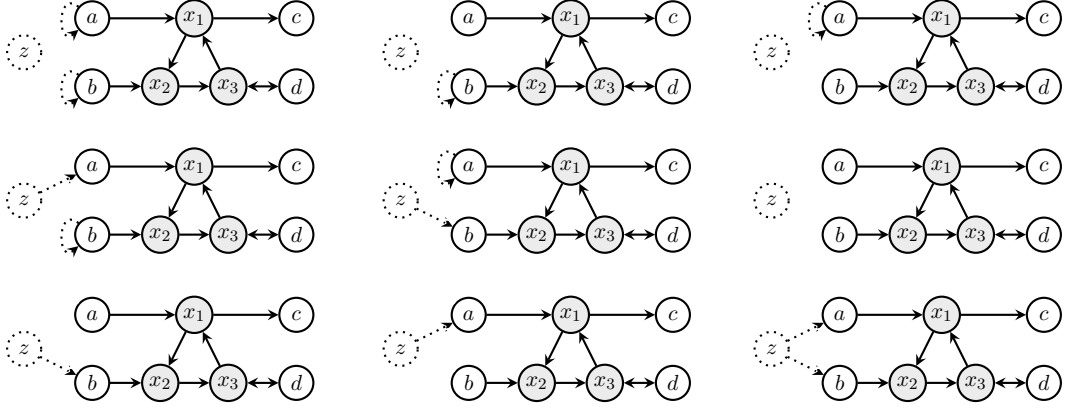 a x₁ c a x₁ c a x₁ c
z z z
b x₂ x₃ d b x₂ x₃ d b x₂ x₃ d
a x₁ c a x₁ c a x₁ c
z z z
b x₂ x₃ d b x₂ x₃ d b x₂ x₃ d
a x₁ c a x₁ c a x₁ c
z z z
b x₂ x₃ d b x₂ x₃ d b x₂ x₃ d